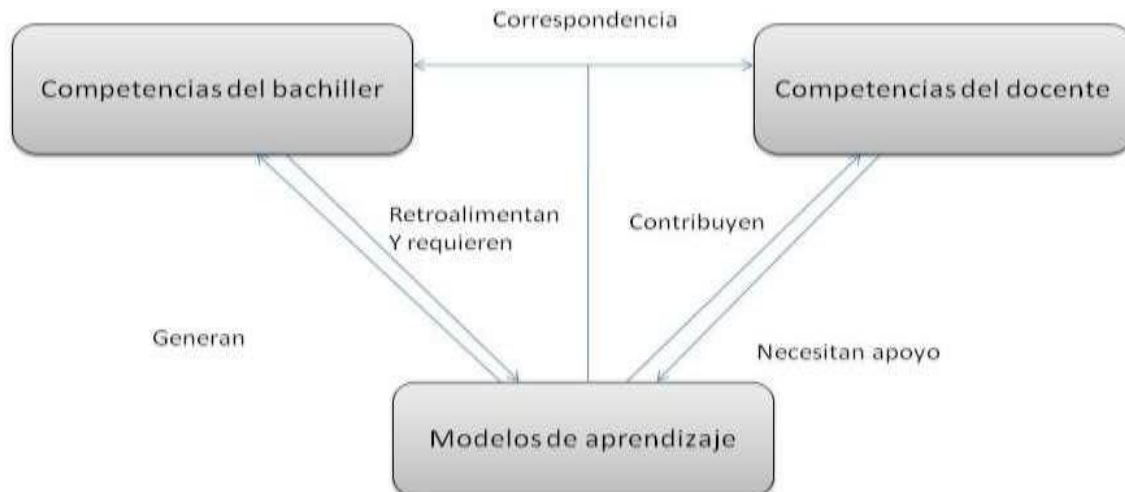 Correspondencia
Competencias del bachiller
Competencias del docente
Retroalimentan
Y requieren
Contribuyen
Generan
Necesitan apoyo
Modelos de aprendizaje